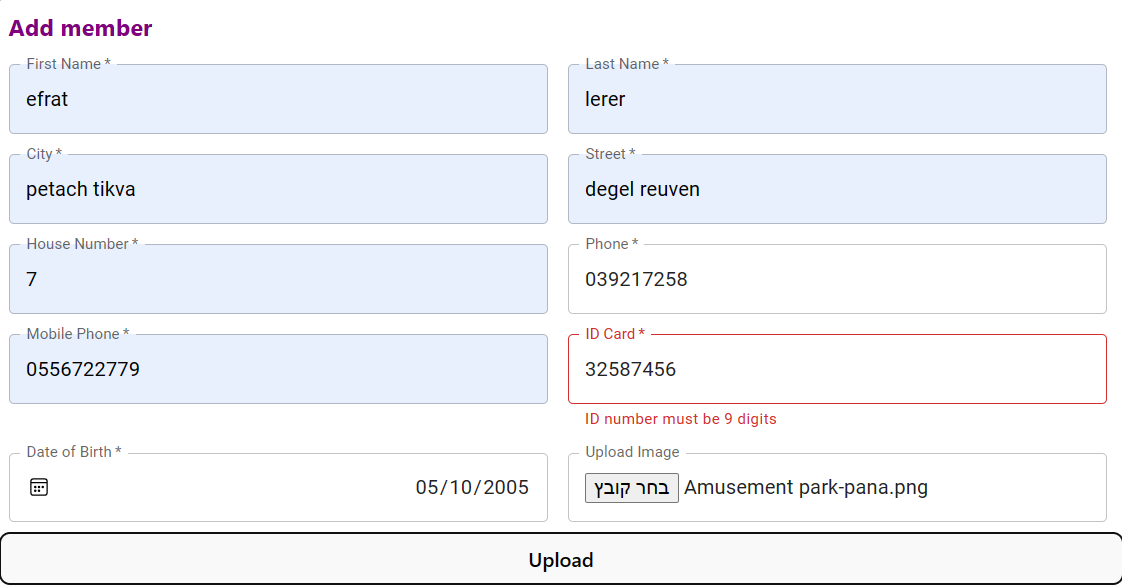 Add member
First Name *
efrat
Last Name *
lerer
City *
petach tikva
Street *
degel reuven
House Number *
7
Phone *
039217258
Mobile Phone *
0556722779
ID Card *
32587456
ID number must be 9 digits
Date of Birth *
05/10/2005
Upload Image
בחר קובץ Amusement park-pana.png
Upload